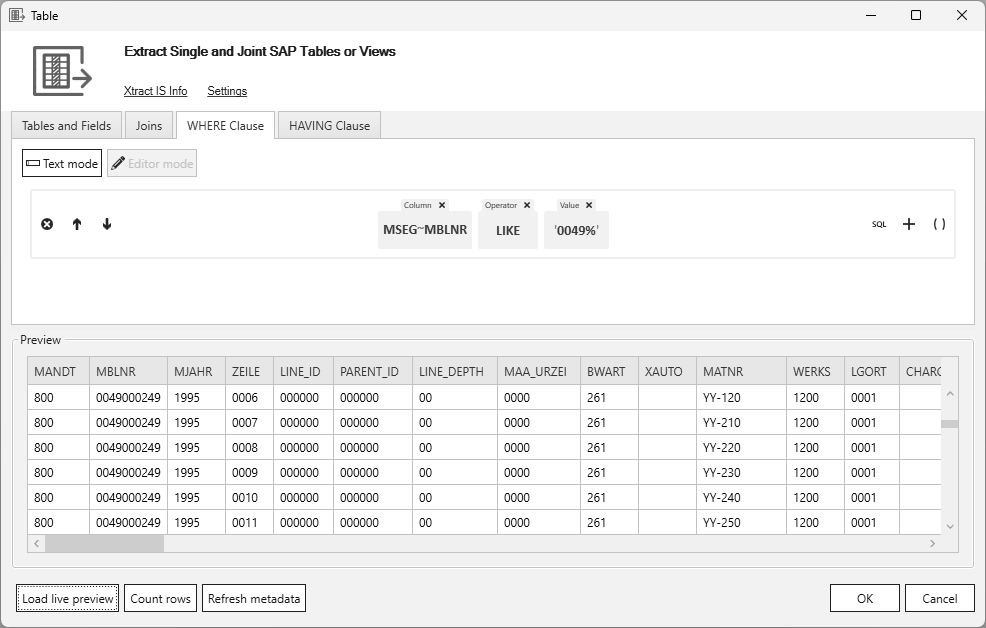 Table
Extract Single and Joint SAP Tables or Views
Xtract IS Info Settings
Tables and Fields Joins WHERE Clause HAVING Clause
Text mode Editor mode
Column Operator Value
MSEG~MBLNR LIKE '0049%' SQL + ( )
Preview
MANDT MBLNR MJAHR ZEILE LINE_ID PARENT_ID LINE_DEPTH MAA_URZEI BWART XAUTO MATNR WERKS LGORT CHARG
800 0049000249 1995 0006 000000 000000 00 0000 261 YY-120 1200 0001
800 0049000249 1995 0007 000000 000000 00 0000 261 YY-210 1200 0001
800 0049000249 1995 0008 000000 000000 00 0000 261 YY-220 1200 0001
800 0049000249 1995 0009 000000 000000 00 0000 261 YY-230 1200 0001
800 0049000249 1995 0010 000000 000000 00 0000 261 YY-240 1200 0001
800 0049000249 1995 0011 000000 000000 00 0000 261 YY-250 1200 0001
Load live preview Count rows Refresh metadata OK Cancel